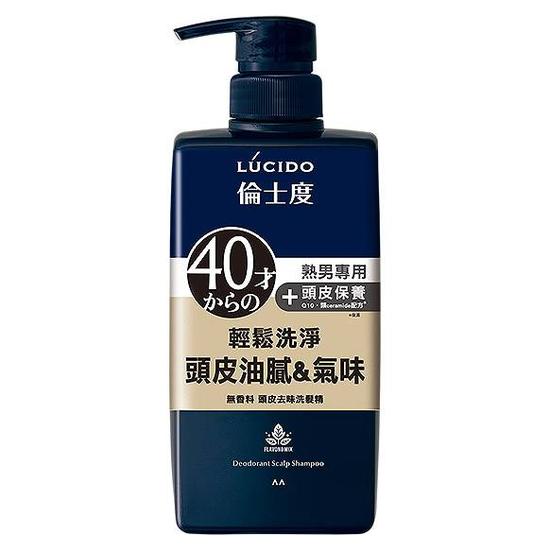 LÚCIDO
倫士度
40才
からの
熟男專用
+頭皮保養
Q10・類ceramide配方*
*保濕
輕鬆洗淨
頭皮油膩&氣味
無香料 頭皮去味洗髮精
FLAVONOMIX
Deodorant Scalp Shampoo